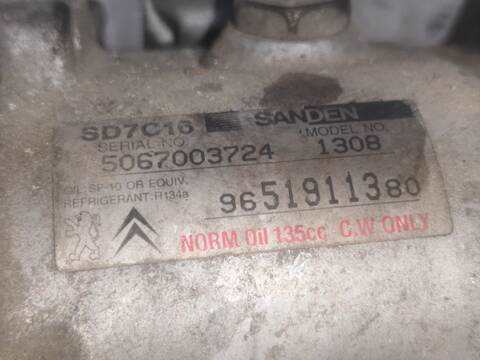 SD7C16 SANDEN
SERIAL NO. MODEL NO.
5067003724 1308
OIL: SP-10 OR EQUIV.
REFRIGERANT: R134a
9651911380
NORM Oil 135cc C.W ONLY